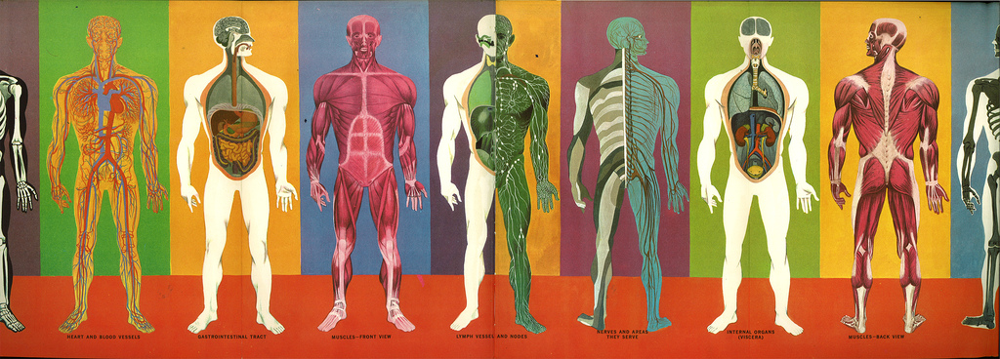 HEART AND BLOOD VESSELS
GASTROINTESTINAL TRACT
MUSCLES—FRONT VIEW
LYMPH VESSEL AND NODES
NERVES AND AREAS
THEY SERVE
INTERNAL ORGANS
(VISCERA)
MUSCLES—BACK VIEW